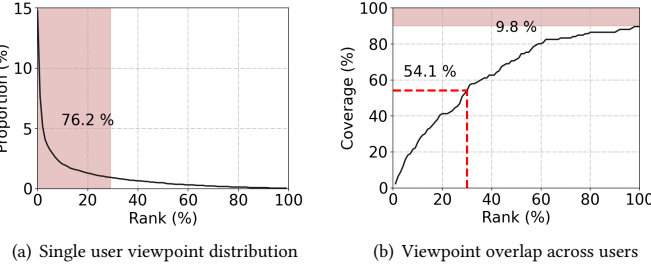 15
10
5
0
Proportion (%)
76.2 %
0 20 40 60 80 100
Rank (%)
(a) Single user viewpoint distribution
100
80
60
40
20
0
Coverage (%)
9.8 %
54.1 %
0 20 40 60 80 100
Rank (%)
(b) Viewpoint overlap across users